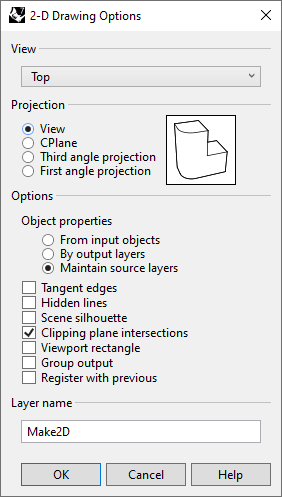 2-D Drawing Options
View
Top
Projection
View
CPlane
Third angle projection
First angle projection
Options
Object properties
From input objects
By output layers
Maintain source layers
Tangent edges
Hidden lines
Scene silhouette
Clipping plane intersections
Viewport rectangle
Group output
Register with previous
Layer name
Make2D
OK Cancel Help